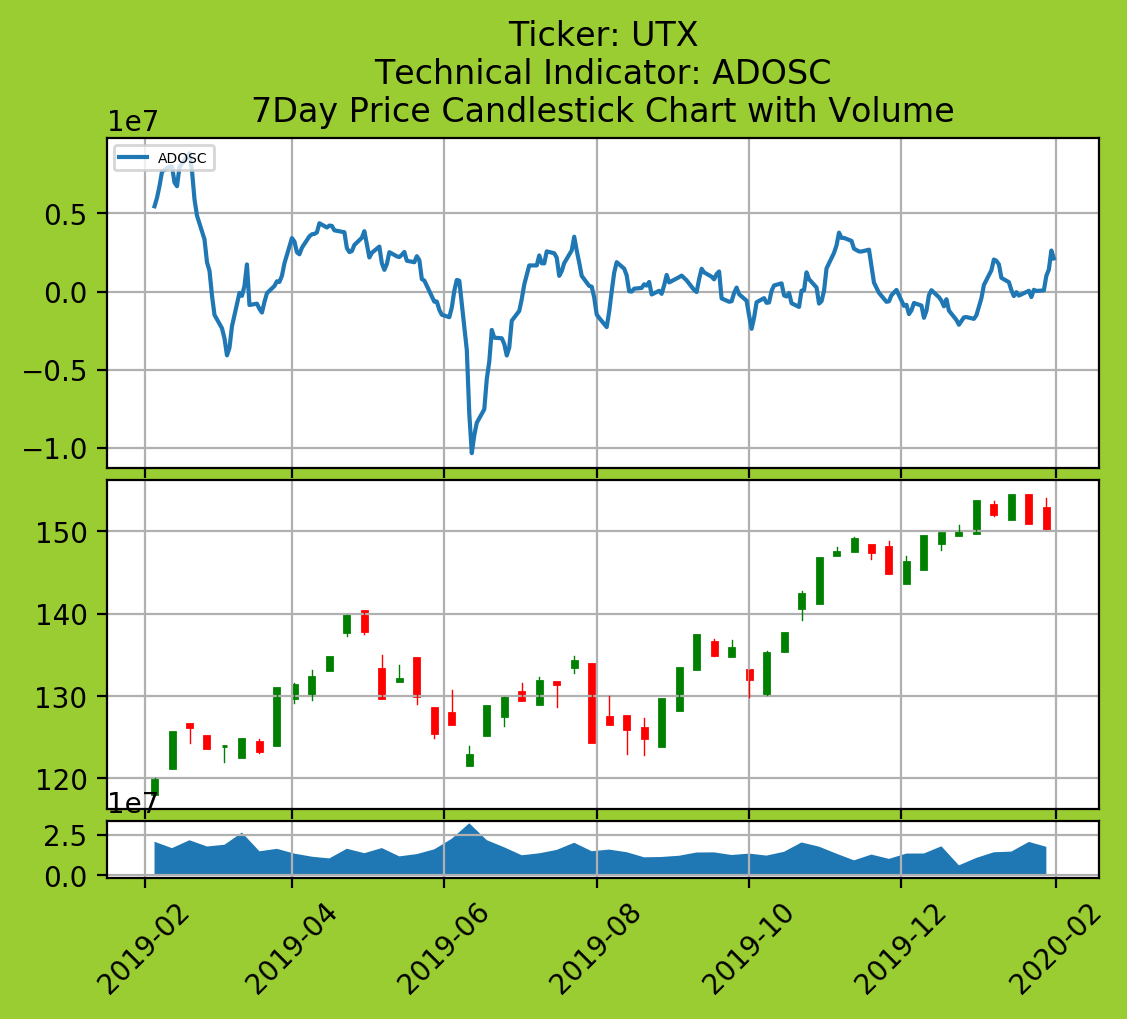 Ticker: UTX
Technical Indicator: ADOSC
7Day Price Candlestick Chart with Volume
1e7
ADOSC
0.5
0.0
−0.5
−1.0
150
140
130
120
1e7
2.5
0.0
2019-02
2019-04
2019-06
2019-08
2019-10
2019-12
2020-02